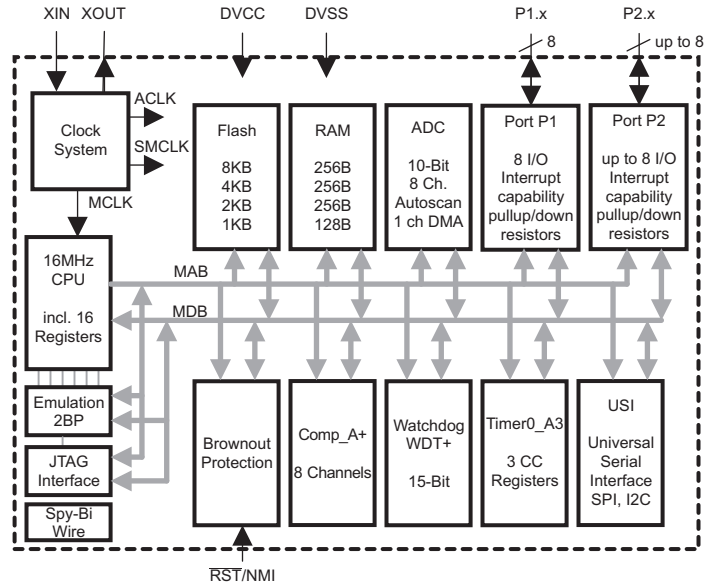 XIN XOUT DVCC DVSS P1.x P2.x
8 up to 8
Clock
System
ACLK
SMCLK
MCLK
Flash
8KB
4KB
2KB
1KB
RAM
256B
256B
256B
128B
ADC
10-Bit
8 Ch.
Autoscan
1 ch DMA
Port P1
8 I/O
Interrupt
capability
pullup/down
resistors
Port P2
up to 8 I/O
Interrupt
capability
pullup/down
resistors
16MHz
CPU
incl. 16
Registers
MAB
MDB
Emulation
2BP
JTAG
Interface
Spy-Bi
Wire
Brownout
Protection
Comp_A+
8 Channels
Watchdog
WDT+
15-Bit
Timer0_A3
3 CC
Registers
USI
Universal
Serial
Interface
SPI, I2C
RST/NMI